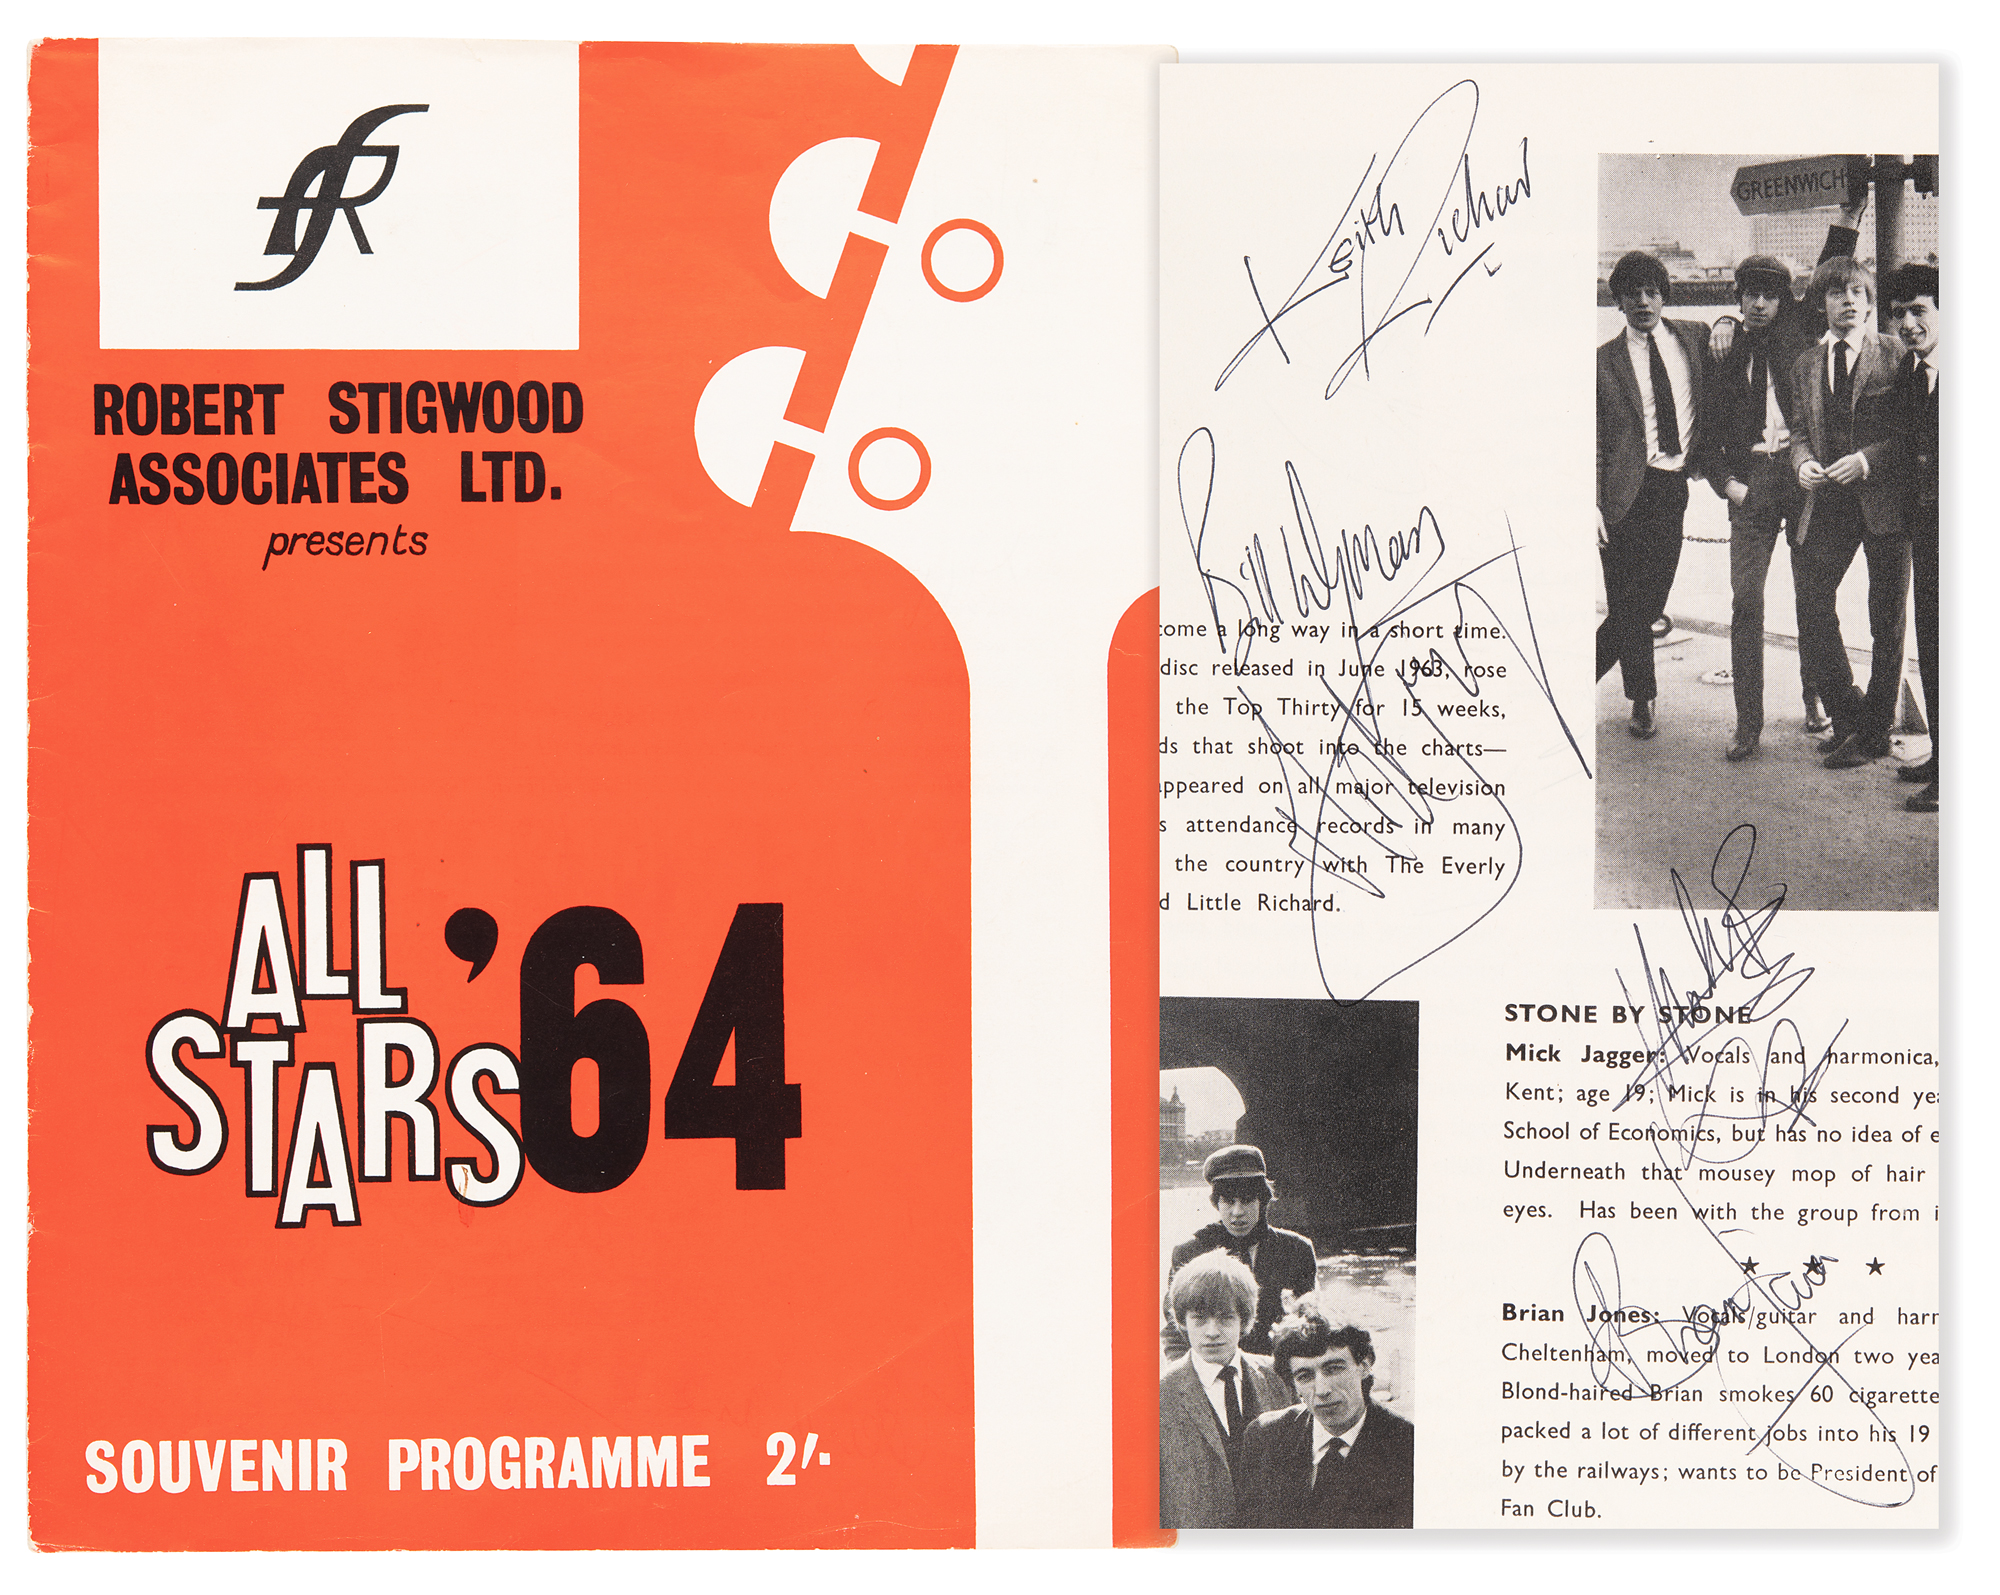 fR
ROBERT STIGWOOD
ASSOCIATES LTD.
presents
ALL
STARS '64
SOUVENIR PROGRAMME 2/-
Keith Richard
GREENWICH
Bill Wyman
come a long way in a short time.
disc released in June 1963, rose
the Top Thirty for 15 weeks,
ds that shoot into the charts—
appeared on all major television
s attendance records in many
the country with The Everly
d Little Richard.
STONE BY STONE
Mick Jagger: Vocals and harmonica,
Kent; age 19; Mick is in his second yea
School of Economics, but has no idea of e
Underneath that mousey mop of hair
eyes. Has been with the group from i
★ ★ ★
Brian Jones: Vocals/guitar and harm
Cheltenham, moved to London two yea
Blond-haired Brian smokes 60 cigarette
packed a lot of different jobs into his 19
by the railways; wants to be President of
Fan Club.